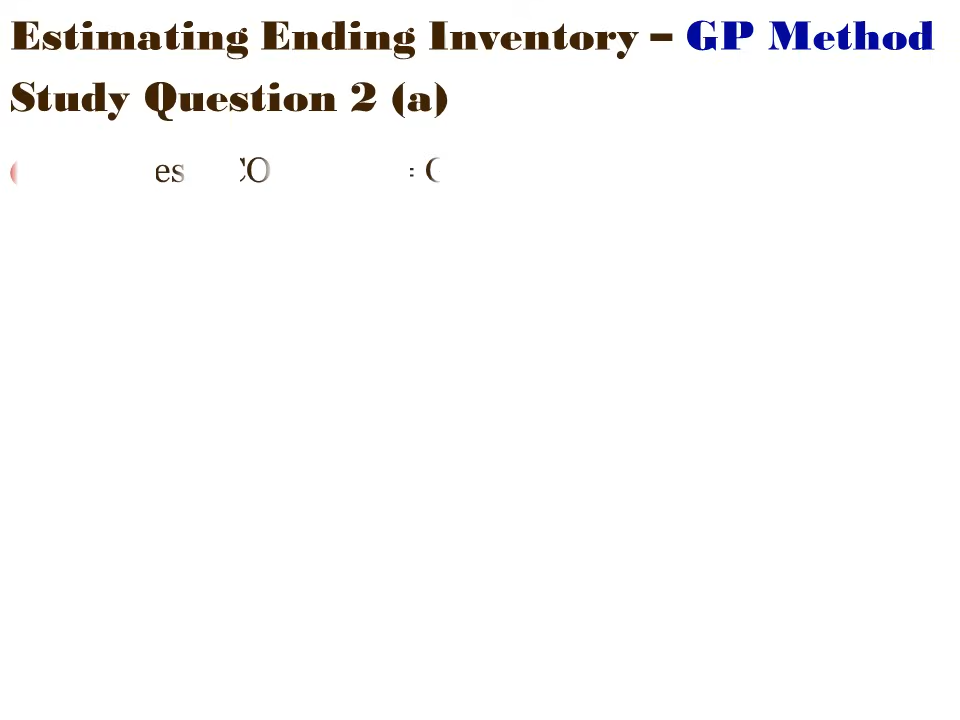 Estimating Ending Inventory – GP Method
Study Question 2 (a)